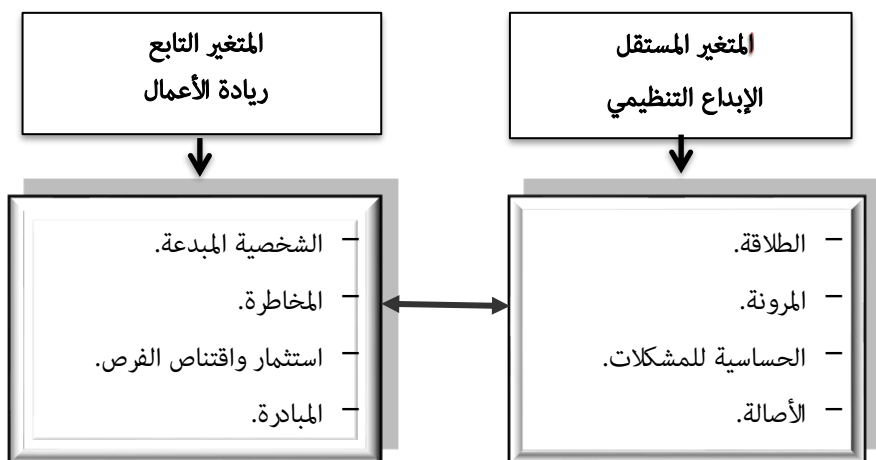 المتغير المستقل
الإبداع التنظيمي
– الطلاقة.
– المرونة.
– الحساسية للمشكلات.
– الأصالة.
المتغير التابع
ريادة الأعمال
– الشخصية المبدعة.
– المخاطرة.
– استثمار واقتناص الفرص.
– المبادرة.